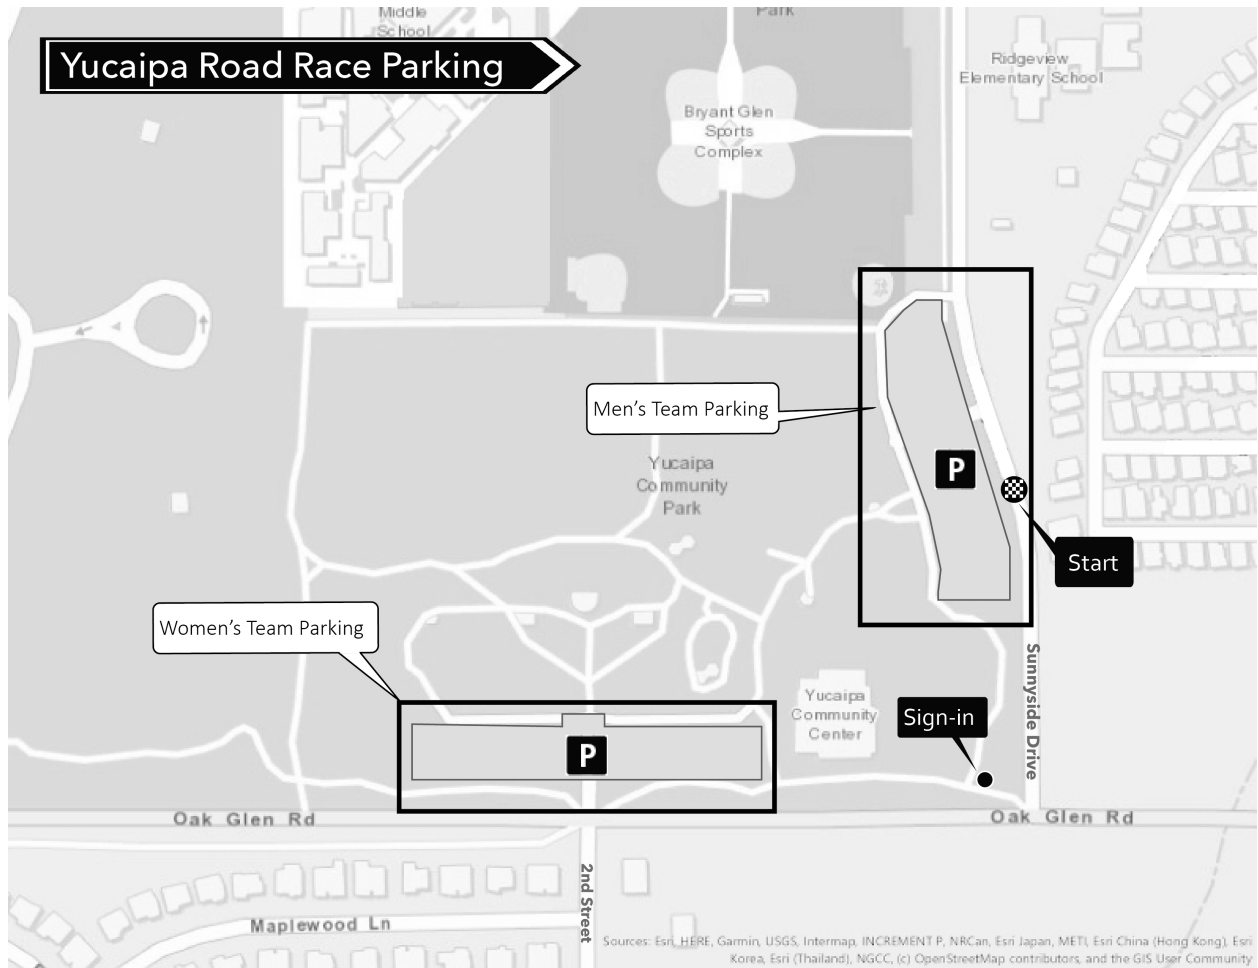 Middle
School
Park
Yucaipa Road Race Parking
Ridgeview
Elementary School
Bryant Glen
Sports
Complex
Men's Team Parking
P
Yucaipa
Community
Park
Start
Women's Team Parking
Sunnyside Drive
Yucaipa
Community
Center
Sign-in
P
Oak Glen Rd
Oak Glen Rd
2nd Street
Maplewood Ln
Sources: Esri, HERE, Garmin, USGS, Intermap, INCREMENT P, NRCan, Esri Japan, METI, Esri China (Hong Kong), Esri
Korea, Esri (Thailand), NGCC, (c) OpenStreetMap contributors, and the GIS User Community